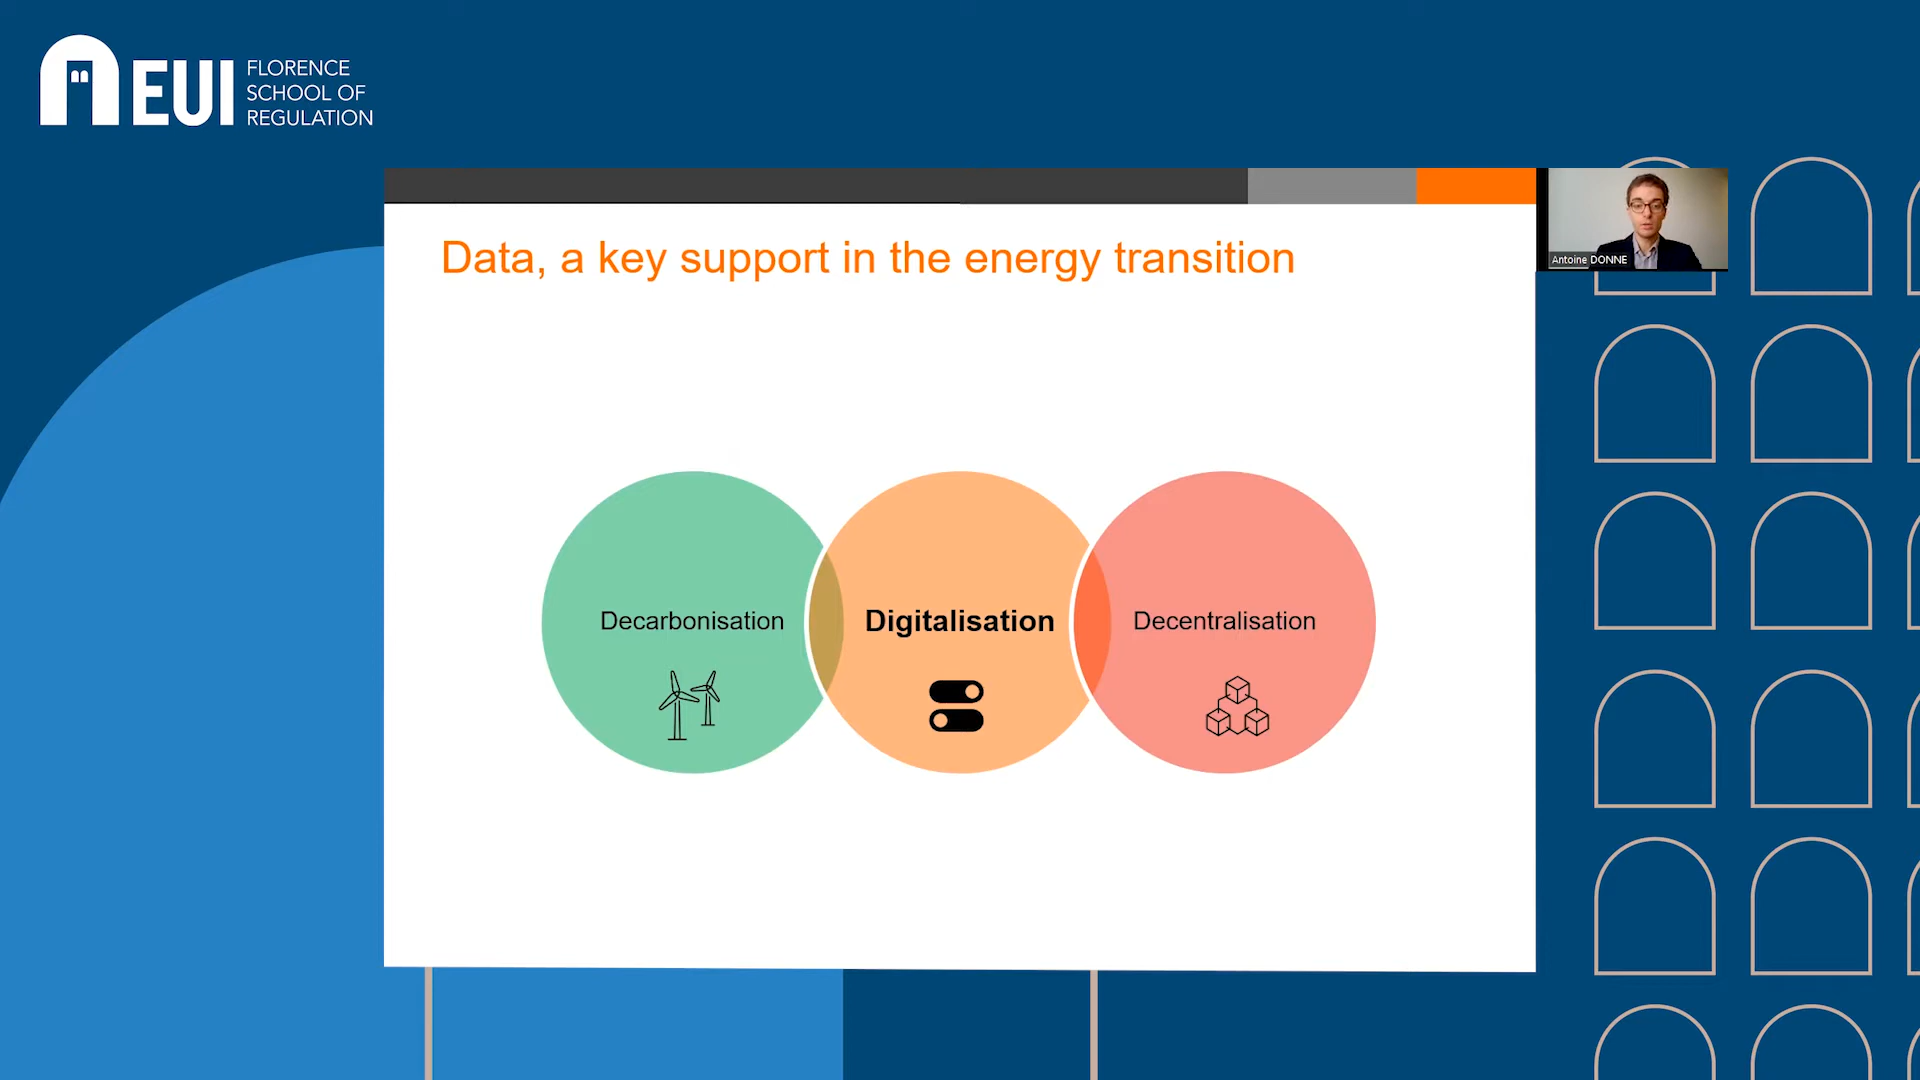 EUI
FLORENCE
SCHOOL OF
REGULATION
Data, a key support in the energy transition
Antoine DONNE
Decarbonisation
Digitalisation
Decentralisation